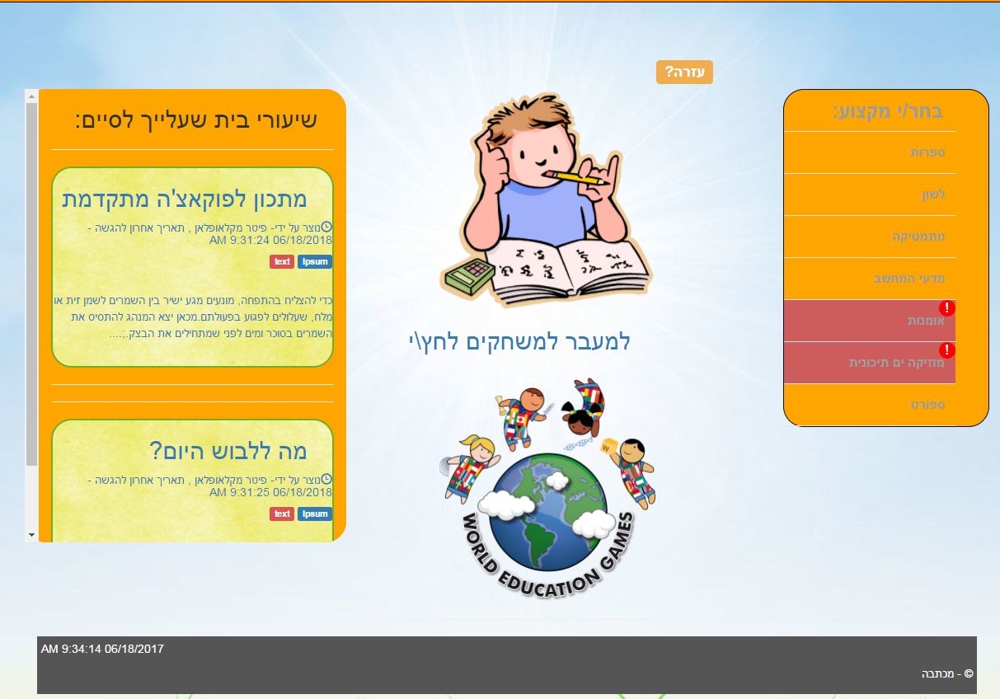 עזרה?
בחר/י מקצוע:
ספרות
לשון
מתמטיקה
מדעי המחשב
!
אומנות
!
מוזיקה ים תיכונית
ספורט
למעבר למשחקים לחץ\י
W
WORLD EDUCATION GAMES
שיעורי בית שעלייך לסיים:
מתכון לפוקאצ'ה מתקדמת
נוצר על ידי- פיטר מקלאופלאן , תאריך אחרון להגשה -
AM 9:31:24 06/18/2018
Ipsum text
כדי להצליח בהתפחה, מונעים מגע ישיר בין השמרים לשמן זית או
מלח, שעלולים לפגוע בפעולתם.מכאן יצא המנהג להתסיס את
השמרים בסוכר ומים לפני שמתחילים את הבצק.;....
מה ללבוש היום?
נוצר על ידי- פיטר מקלאופלאן , תאריך אחרון להגשה -
AM 9:31:25 06/18/2018
Ipsum text
AM 9:34:14 06/18/2017
© - מכתבה